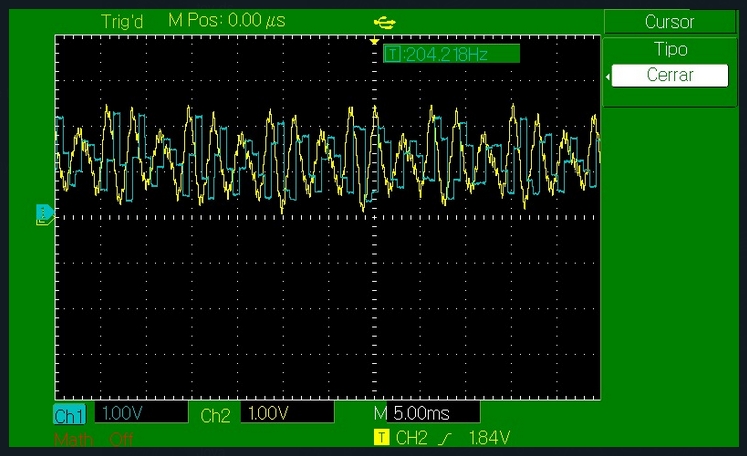 Trig'd M Pos: 0.00 μs Cursor
T:204.218Hz
Tipo
Cerrar
Ch1 1.00V Ch2 1.00V M 5.00ms
Math Off T CH2 1.84V